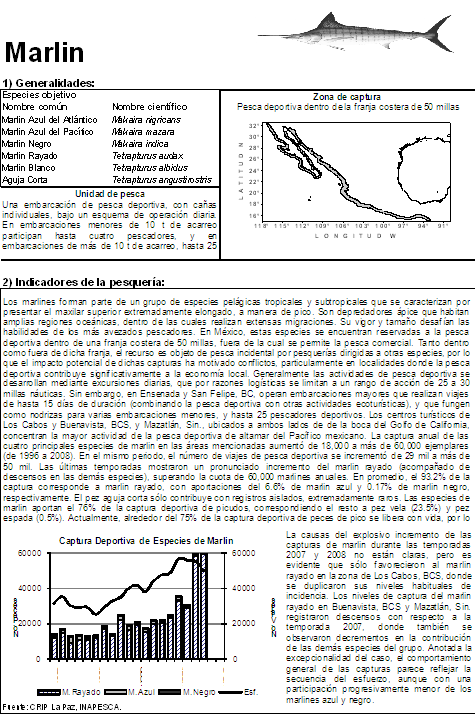 Marlin
1) Generalidades:
Especies objetivo
Nombre común Nombre científico
Marlin Azul del Atlántico Makaira nigricans
Marlin Azul del Pacífico Makaira mazara
Marlin Negro Makaira indica
Marlin Rayado Tetrapturus audax
Marlin Blanco Tetrapturus albidus
Aguja Corta Tetrapturus angustirostris
Unidad de pesca
Una embarcación de pesca deportiva, con cañas
individuales, bajo un esquema de operación diaria.
En embarcaciones menores de 10 t de acarreo
participan hasta cuatro pescadores, y en
embarcaciones de más de 10 t de acarreo, hasta 25
Zona de captura
Pesca deportiva dentro de la franja costera de 50 millas
LATITUD N
32°
30°
28°
26°
24°
22°
20°
18°
16°
118° 115° 112° 109° 106° 103° 100° 97° 94° 91°
LONGITUD W
2) Indicadores de la pesquería:
Los marlines forman parte de un grupo de especies pelágicas tropicales y subtropicales que se caracterizan por
presentar el maxilar superior extremadamente elongado, a manera de pico. Son depredadores ápice que habitan
amplias regiones oceánicas, dentro de las cuales realizan extensas migraciones. Su vigor y tamaño desafían las
habilidades de los más avezados pescadores. En México, estas especies se encuentran reservadas a la pesca
deportiva dentro de una franja costera de 50 millas, fuera de la cual se permite la pesca comercial. Tanto dentro
como fuera de dicha franja, el recurso es objeto de pesca incidental por pesquerías dirigidas a otras especies, por lo
que el impacto potencial de dichas capturas ha motivado conflictos, particularmente en localidades donde la pesca
deportiva contribuye significativamente a la economía local. Generalmente las actividades de pesca deportiva se
desarrollan mediante excursiones diarias, que por razones logísticas se limitan a un rango de acción de 25 a 30
millas náuticas. Sin embargo, en Ensenada y San Felipe, BC, operan embarcaciones mayores que realizan viajes
de hasta 15 días de duración (combinando la pesca deportiva con otras actividades ecoturísticas), y que fungen
como nodrizas para varias embarcaciones menores, y hasta 25 pescadores deportivos. Los centros turísticos de
Los Cabos y Buenavista, BCS, y Mazatlán, Sin., ubicados a ambos lados de de la boca del Golfo de California,
concentran la mayor actividad de la pesca deportiva de altamar del Pacífico mexicano. La captura anual de las
cuatro principales especies de marlin en las áreas mencionadas aumentó de 18,000 a más de 60,000 ejemplares
(de 1996 a 2008). En el mismo período, el número de viajes de pesca deportiva se incrementó de 29 mil a más de
50 mil. Las últimas temporadas mostraron un pronunciado incremento del marlin rayado (acompañado de
descensos en las demás especies), superando la cuota de 60,000 marlines anuales. En promedio, el 93.2% de la
captura corresponde a marlin rayado, con aportaciones del 6.6% de marlin azul y 0.17% de marlin negro,
respectivamente. El pez aguja corta sólo contribuye con registros aislados, extremadamente raros. Las especies de
marlin aportan el 76% de la captura deportiva de picudos, correspondiendo el resto a pez vela (23.5%) y pez
espada (0.5%). Actualmente, alrededor del 75% de la captura deportiva de peces de pico se libera con vida, por lo
Captura Deportiva de Especies de Marlin
60000 60000
40000 40000
20000 20000
0 0
M. Rayado M. Azul M. Negro Esf.
Fuente: CRIP La Paz, INAPESCA.
Las causas del explosivo incremento de las
capturas de marlin durante las temporadas
2007 y 2008 no están claras, pero es
evidente que sólo favorecieron al marlin
rayado en la zona de Los Cabos, BCS, donde
se duplicaron sus niveles habituales de
incidencia. Los niveles de captura del marlin
rayado en Buenavista, BCS y Mazatlán, Sin.
registraron descensos con respecto a la
temporada 2007, donde también se
observaron decrementos en la contribución
de las demás especies del grupo. Anotada la
excepcionalidad del caso, el comportamiento
general de las capturas parece reflejar la
secuencia del esfuerzo, aunque con una
participación progresivamente menor de los
marlines azul y negro.